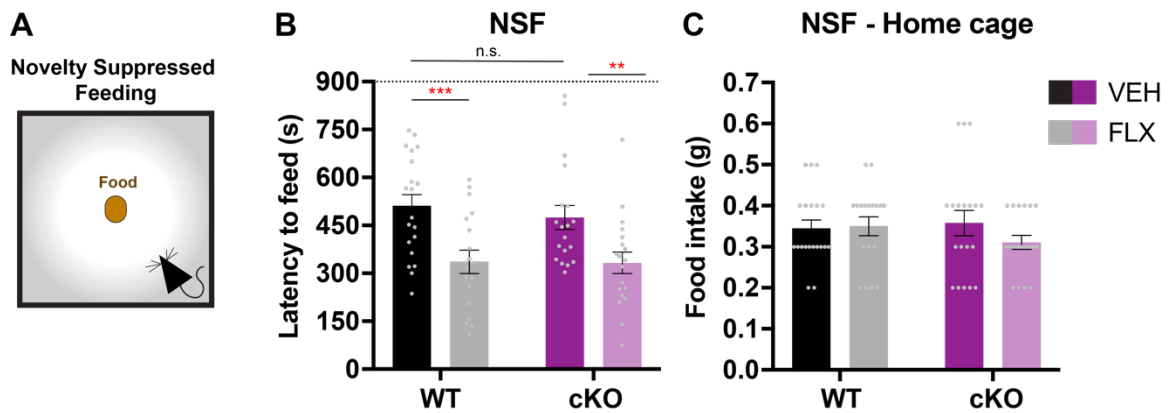 A
Novelty Suppressed
Feeding
Food
B
NSF
n.s.
**
***
Latency to feed (s)
900
750
600
450
300
150
0
WT
cKO
C
NSF - Home cage
Food intake (g)
0.7
0.6
0.5
0.4
0.3
0.2
0.1
0.0
WT
cKO
VEH
FLX